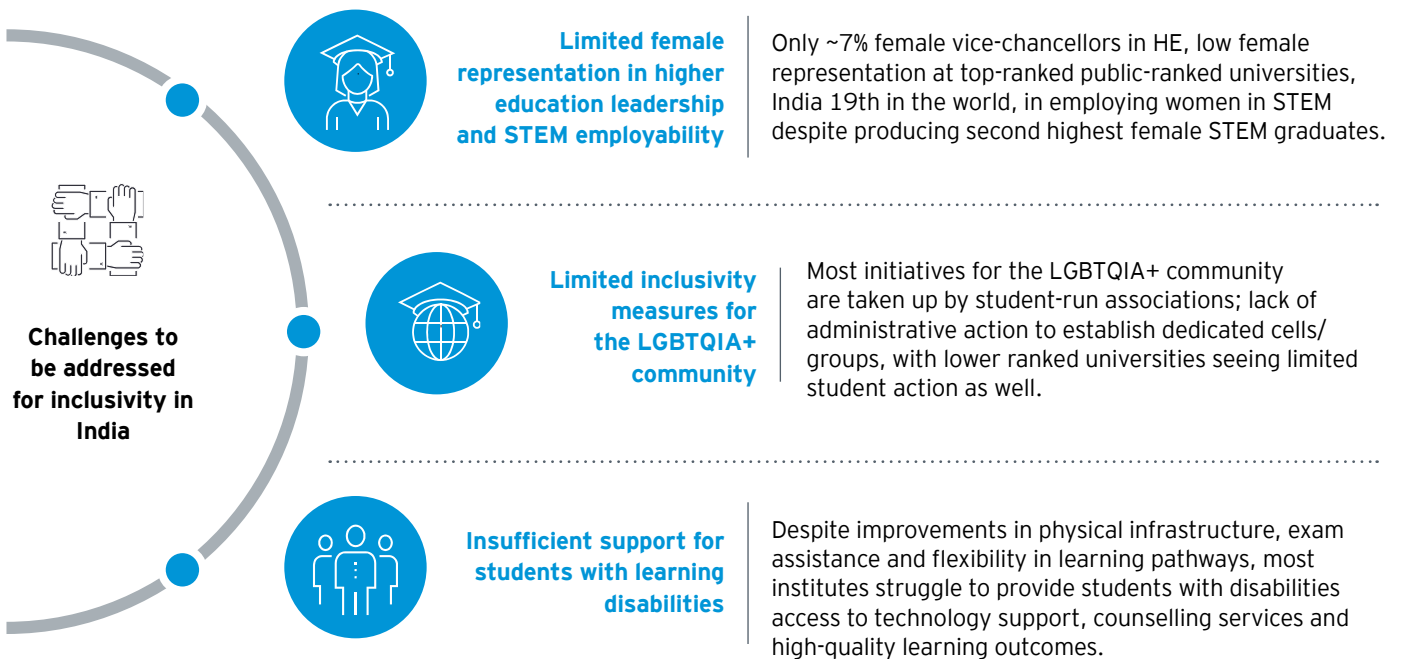 Challenges to
be addressed
for inclusivity in
India
Limited female
representation in higher
education leadership
and STEM employability
Only ~7% female vice-chancellors in HE, low female
representation at top-ranked public-ranked universities,
India 19th in the world, in employing women in STEM
despite producing second highest female STEM graduates.
Limited inclusivity
measures for
the LGBTQIA+
community
Most initiatives for the LGBTQIA+ community
are taken up by student-run associations; lack of
administrative action to establish dedicated cells/
groups, with lower ranked universities seeing limited
student action as well.
Insufficient support for
students with learning
disabilities
Despite improvements in physical infrastructure, exam
assistance and flexibility in learning pathways, most
institutes struggle to provide students with disabilities
access to technology support, counselling services and
high-quality learning outcomes.